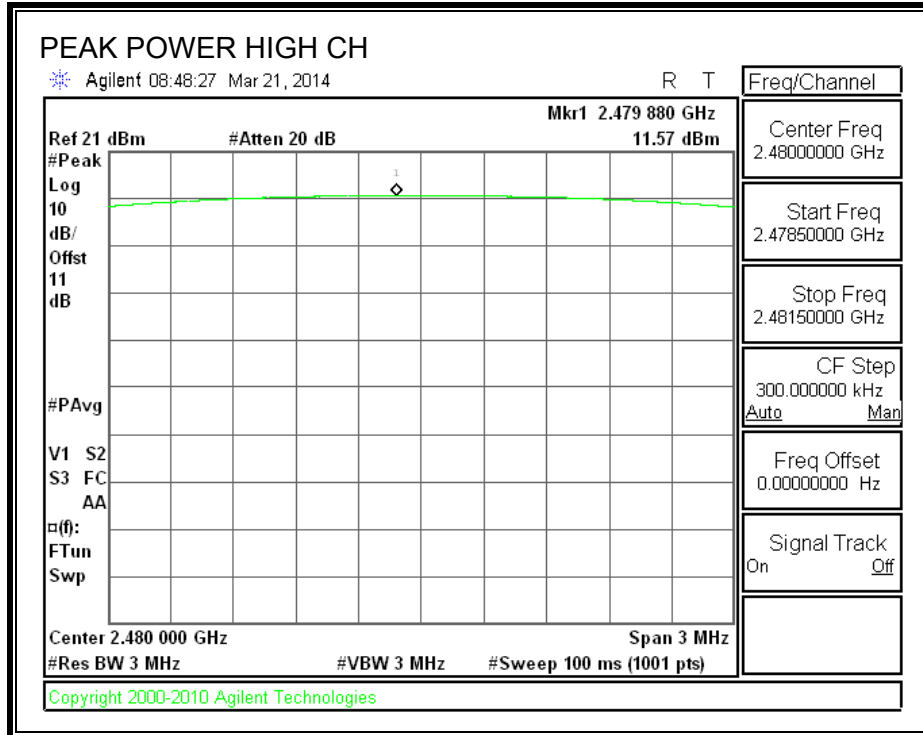 PEAK POWER HIGH CH
Agilent 08:48:27 Mar 21, 2014 R T
Mkr1 2.479 880 GHz
Ref 21 dBm #Atten 20 dB 11.57 dBm
#Peak
Log
10
dB/
Offst
11
dB
#PAvg
V1 S2
S3 FC
AA
¤(f):
FTun
Swp
1
Center 2.480 000 GHz Span 3 MHz
#Res BW 3 MHz #VBW 3 MHz #Sweep 100 ms (1001 pts)
Copyright 2000-2010 Agilent Technologies
Freq/Channel
Center Freq
2.48000000 GHz
Start Freq
2.47850000 GHz
Stop Freq
2.48150000 GHz
CF Step
300.000000 kHz
Auto Man
Freq Offset
0.00000000 Hz
Signal Track
On Off